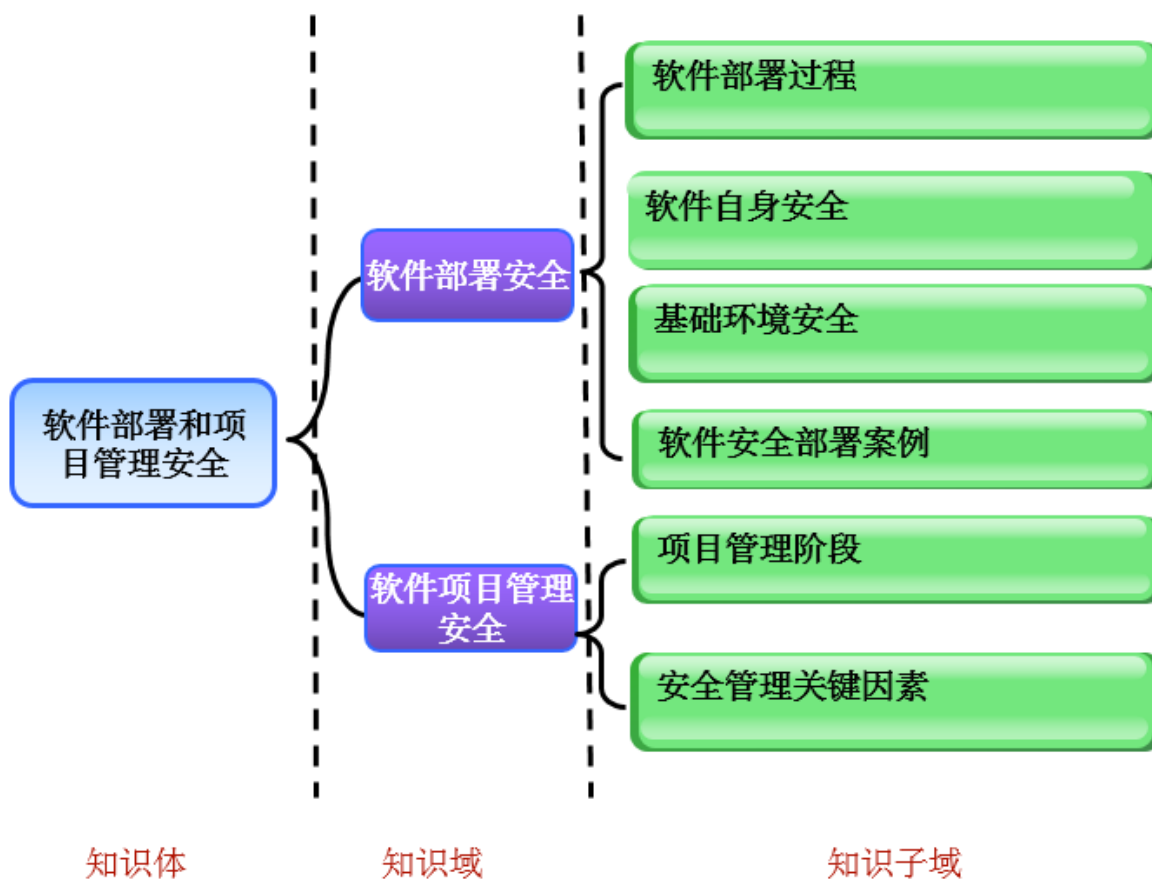 软件部署过程
软件自身安全
软件部署安全
基础环境安全
软件部署和项
目管理安全
软件安全部署案例
项目管理阶段
软件项目管理
安全
安全管理关键因素
知识体
知识域
知识子域